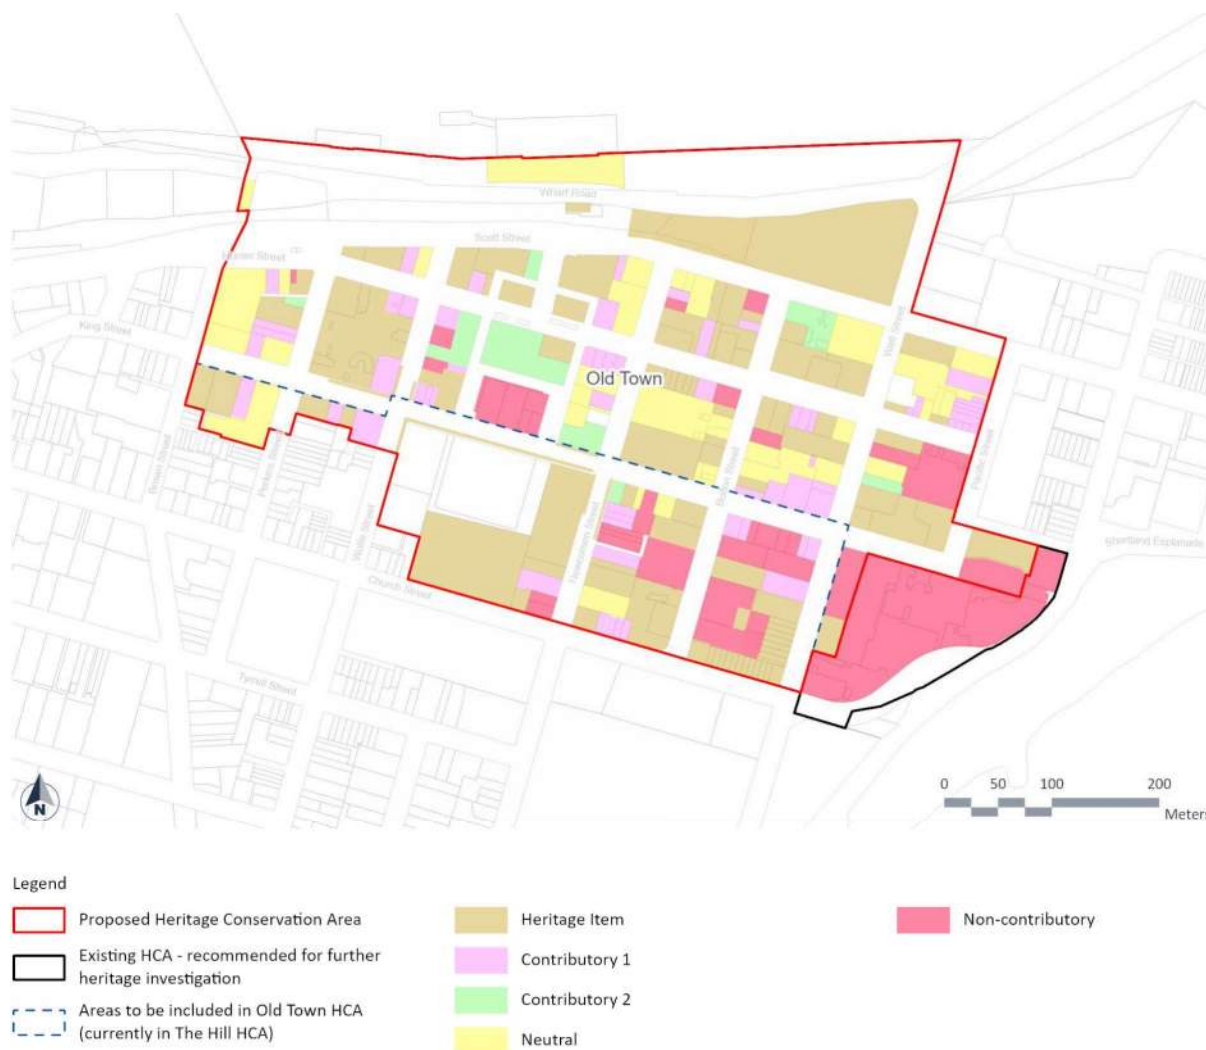 Wharf Road
Scott Street
Hunter Street
King Street
Watt Street
Old Town
Pacific Street
Brown Street
Perkins Street
Wolfe Street
Newcomen Street
Bolton Street
Shortland Esplanade
Church Street
Tyrrell Street
0 50 100 200
Meters
N
Legend
Proposed Heritage Conservation Area
Existing HCA - recommended for further
heritage investigation
Areas to be included in Old Town HCA
(currently in The Hill HCA)
Heritage Item
Contributory 1
Contributory 2
Neutral
Non-contributory